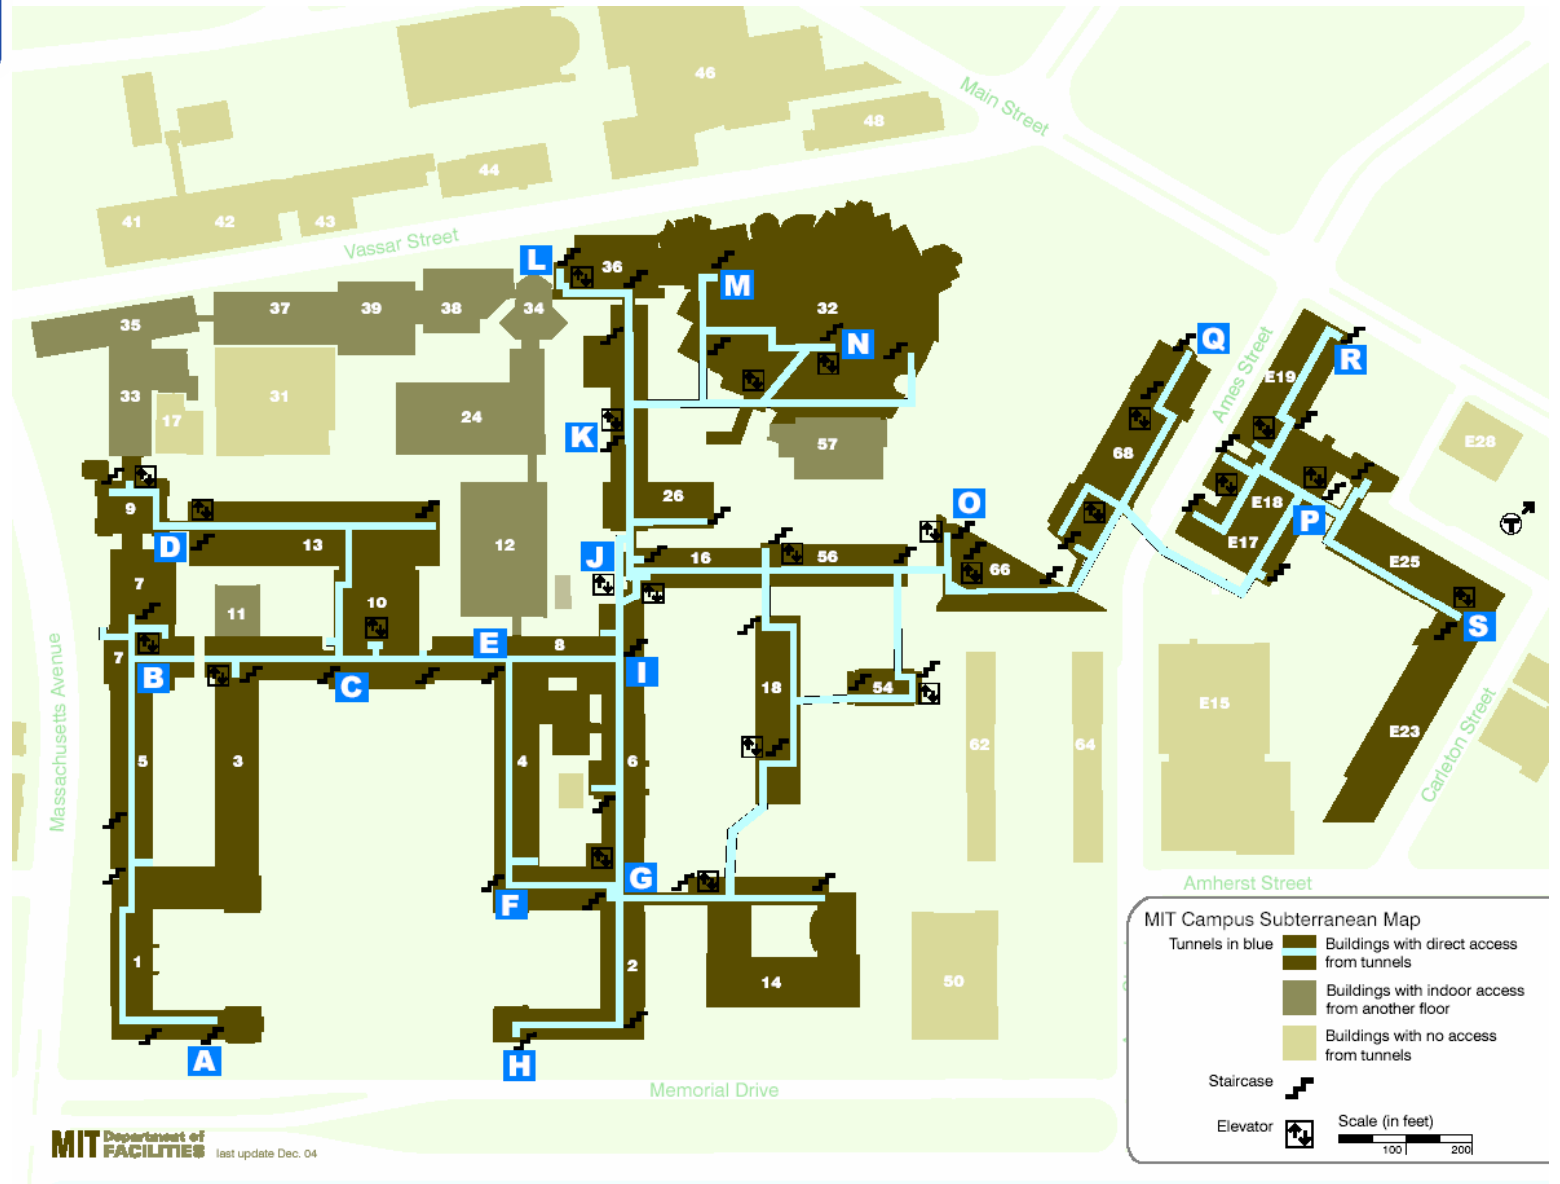 46
Main Street
48
44
41
42
43
Vassar Street
L
36
M
37
39
38
34
32
35
N
Q
R
E19
Ames Street
33
17
31
24
K
57
68
E28
26
9
D
13
12
J
16
56
O
66
E18
P
E17
E25
T
7
11
10
E
8
S
7
B
C
I
18
54
Massachusetts Avenue
5
3
4
6
62
64
E15
E23
Carleton Street
G
F
Amherst Street
1
2
14
50
A
H
Memorial Drive
MIT Campus Subterranean Map
Tunnels in blue
Buildings with direct access
from tunnels
Buildings with indoor access
from another floor
Buildings with no access
from tunnels
Staircase
Elevator
Scale (in feet)
100
200
MIT Department of
FACILITIES
last update Dec. 04